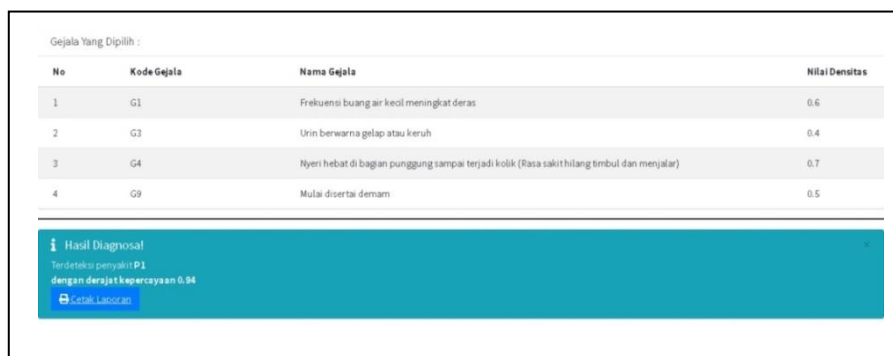 Gejala Yang Dipilih :
No Kode Gejala Nama Gejala Nilai Densitas
1 G1 Frekuensi buang air kecil meningkat deras 0.6
2 G3 Urin berwarna gelap atau keruh 0.4
3 G4 Nyeri hebat di bagian punggung sampai terjadi kolik (Rasa sakit hilang timbul dan menjalar) 0.7
4 G9 Mulai disertai demam 0.5
Hasil Diagnosa! ×
Terdeteksi penyakit P1
dengan derajat kepercayaan 0.94
Cetak Laporan